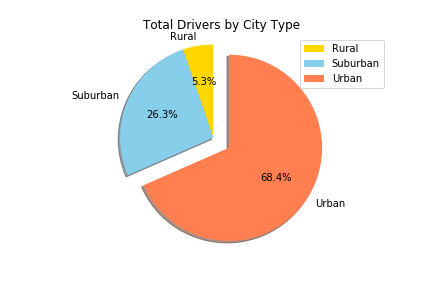 Total Drivers by City Type
Rural
Suburban
Urban
5.3%
26.3%
68.4%
Rural
Suburban
Urban